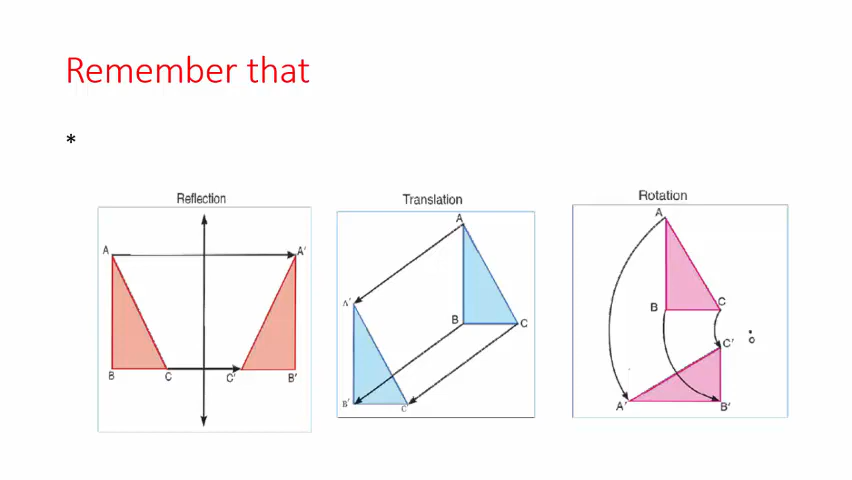 Remember that
*
Reflection
Translation
Rotation
A
A'
B
C
C'
B'
A
A'
B
C
B'
C'
A
B
C
C'
o
A'
B'